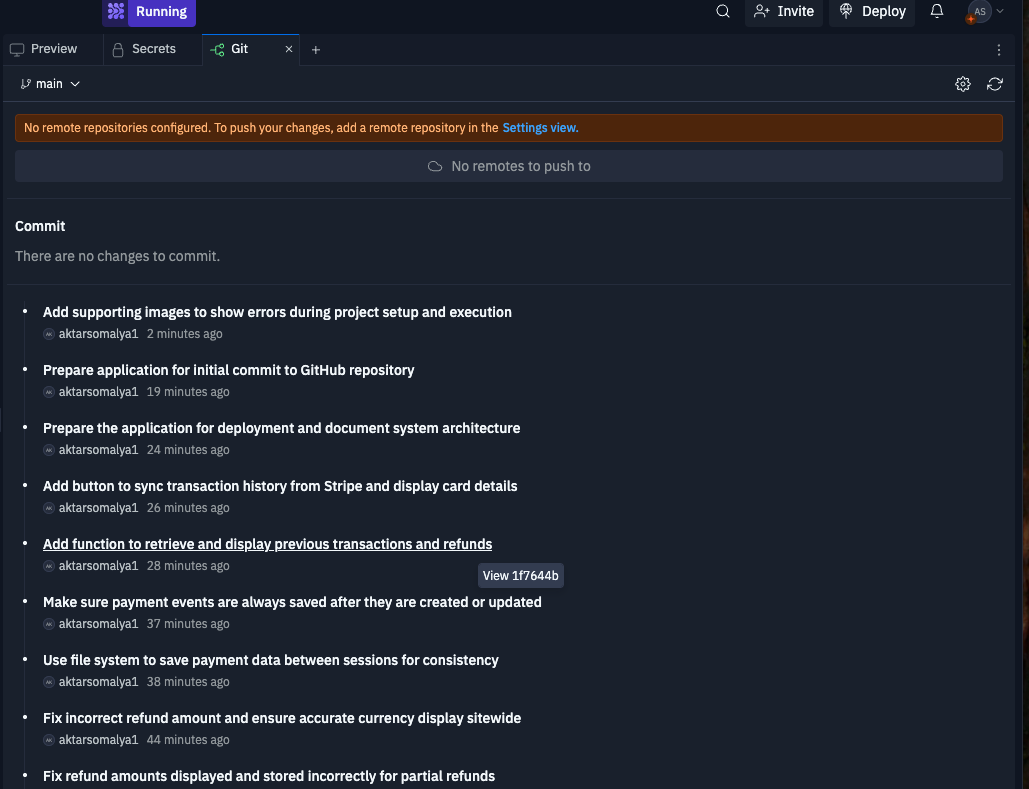 Running
Invite
Deploy
AS
Preview
Secrets
Git
main
No remote repositories configured. To push your changes, add a remote repository in the Settings view.
No remotes to push to
Commit
There are no changes to commit.
Add supporting images to show errors during project setup and execution
AK aktarsomalya1 2 minutes ago
Prepare application for initial commit to GitHub repository
AK aktarsomalya1 19 minutes ago
Prepare the application for deployment and document system architecture
AK aktarsomalya1 24 minutes ago
Add button to sync transaction history from Stripe and display card details
AK aktarsomalya1 26 minutes ago
Add function to retrieve and display previous transactions and refunds
AK aktarsomalya1 28 minutes ago
View 1f7644b
Make sure payment events are always saved after they are created or updated
AK aktarsomalya1 37 minutes ago
Use file system to save payment data between sessions for consistency
AK aktarsomalya1 38 minutes ago
Fix incorrect refund amount and ensure accurate currency display sitewide
AK aktarsomalya1 44 minutes ago
Fix refund amounts displayed and stored incorrectly for partial refunds